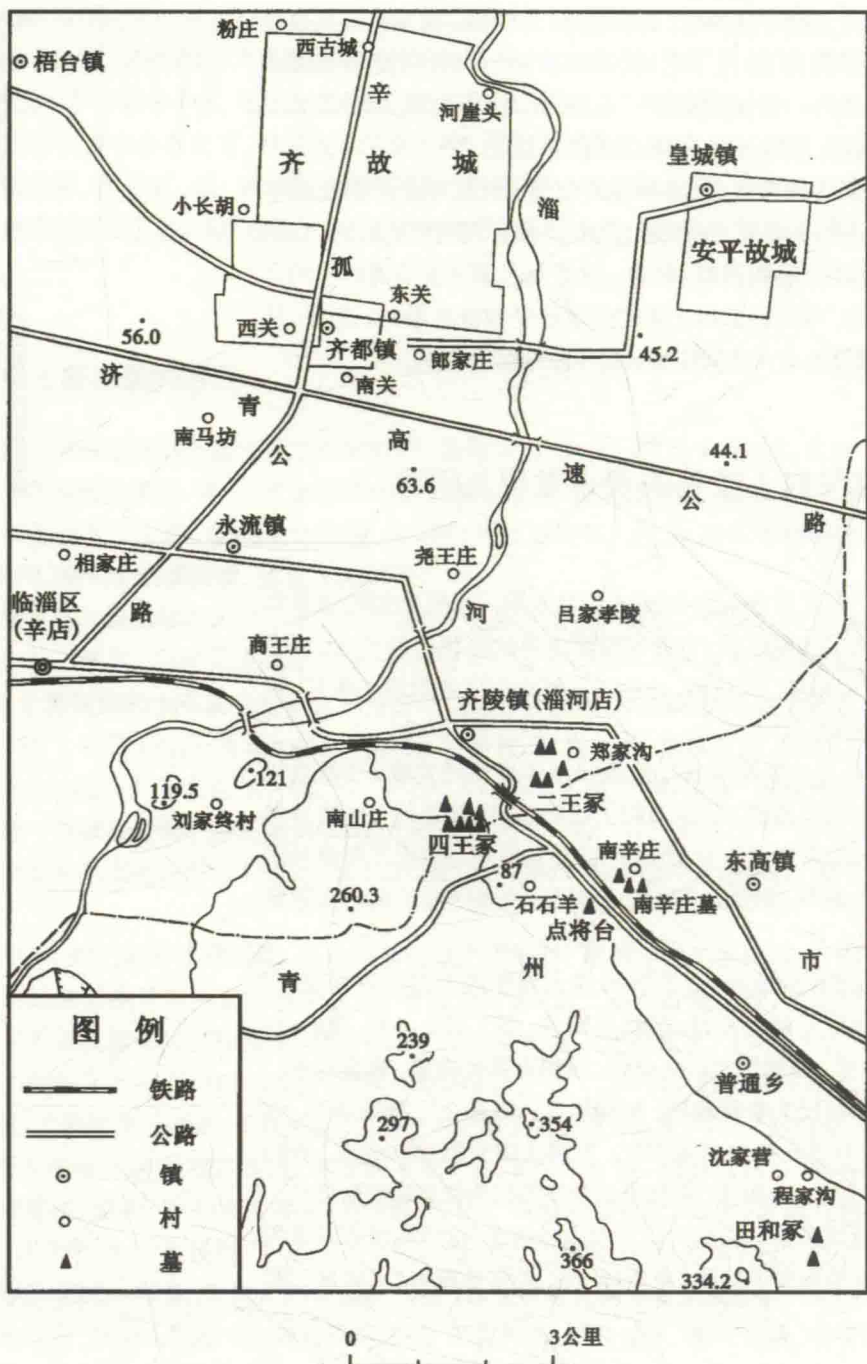 粉庄
西古城
梧台镇
辛
河崖头
齐 故 城
皇城镇
小长胡
淄
安平故城
孤
东关
56.0
西关
齐都镇
郎家庄
45.2
济
南关
青
南马坊
公
高
63.6
速
44.1
公
路
永流镇
相家庄
尧王庄
临淄区
(辛店)
路
河
吕家孝陵
商王庄
齐陵镇(淄河店)
郑家沟
121
119.5
刘家终村
南山庄
二王冢
四王冢
南辛庄
87
东高镇
260.3
石石羊
南辛庄墓
点将台
青
州
市
图 例
铁路
公路
镇
村
墓
239
297
354
普通乡
沈家营
程家沟
田和冢
366
334.2
0 3公里